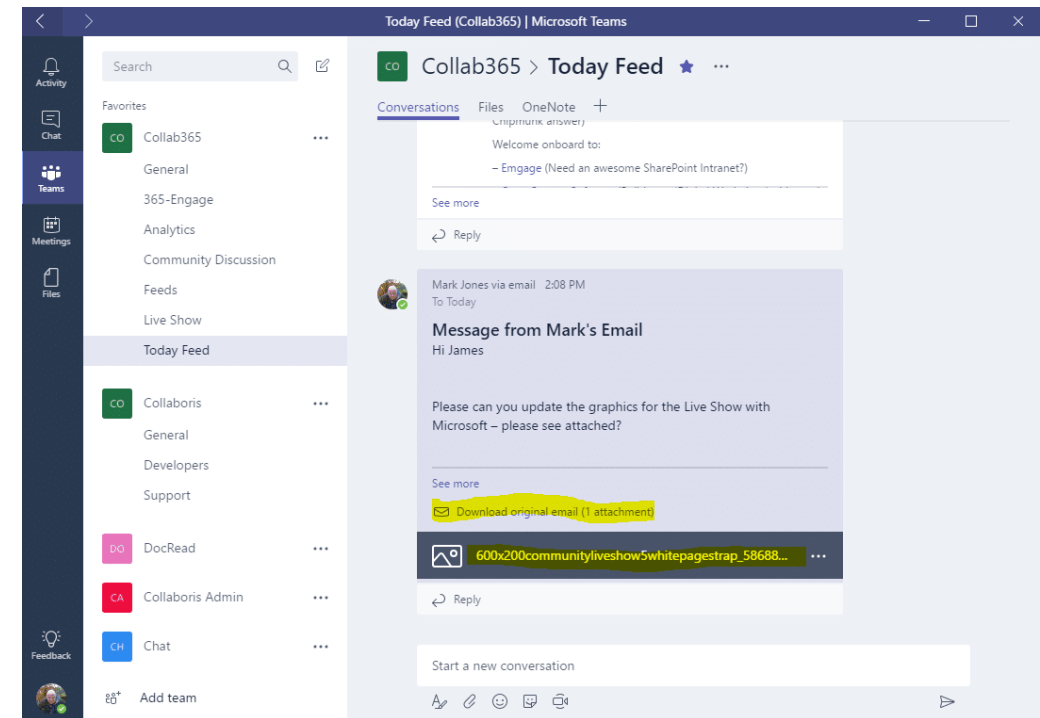 Today Feed (Collab365) | Microsoft Teams
Activity
Chat
Teams
Meetings
Files
Feedback
Search
Favorites
CO Collab365
General
365-Engage
Analytics
Community Discussion
Feeds
Live Show
Today Feed
CO Collaboris
General
Developers
Support
DO DocRead
CA Collaboris Admin
CH Chat
Add team
CO Collab365 > Today Feed
Conversations Files OneNote
Chipmunk answer)
Welcome onboard to:
– Emgage (Need an awesome SharePoint Intranet?)
See more
Reply
Mark Jones via email 2:08 PM
To Today
Message from Mark's Email
Hi James
Please can you update the graphics for the Live Show with
Microsoft – please see attached?
See more
Download original email (1 attachment)
600x200communityliveshow5whitepagestrap_58688...
Reply
Start a new conversation